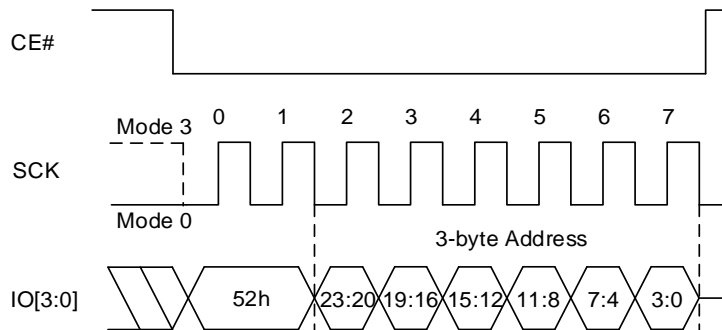 CE#
Mode 3
0 1 2 3 4 5 6 7
SCK
Mode 0
3-byte Address
IO[3:0]
52h 23:20 19:16 15:12 11:8 7:4 3:0